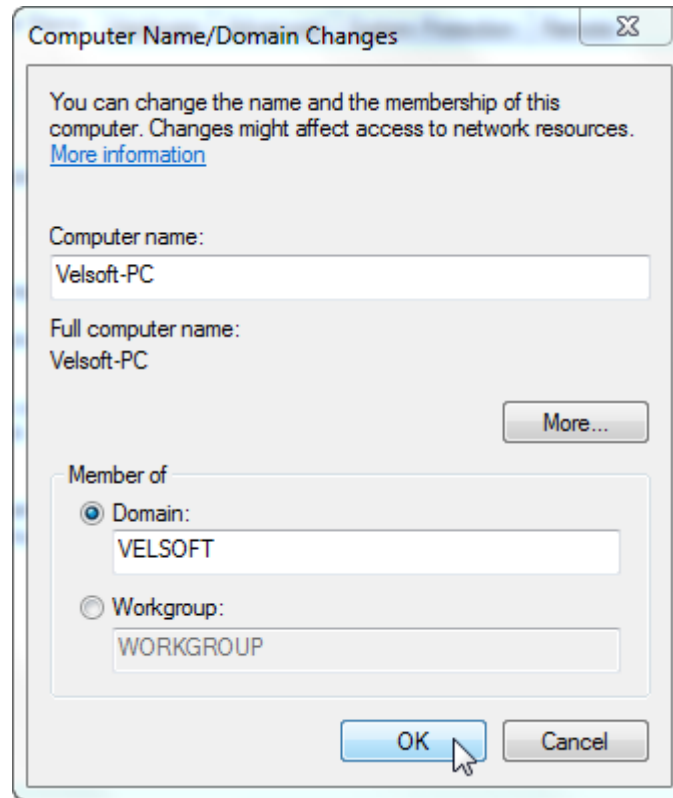 Computer Name/Domain Changes
You can change the name and the membership of this
computer. Changes might affect access to network resources.
More information
Computer name:
Velsoft-PC
Full computer name:
Velsoft-PC
More...
Member of
Domain:
VELSOFT
Workgroup:
WORKGROUP
OK
Cancel